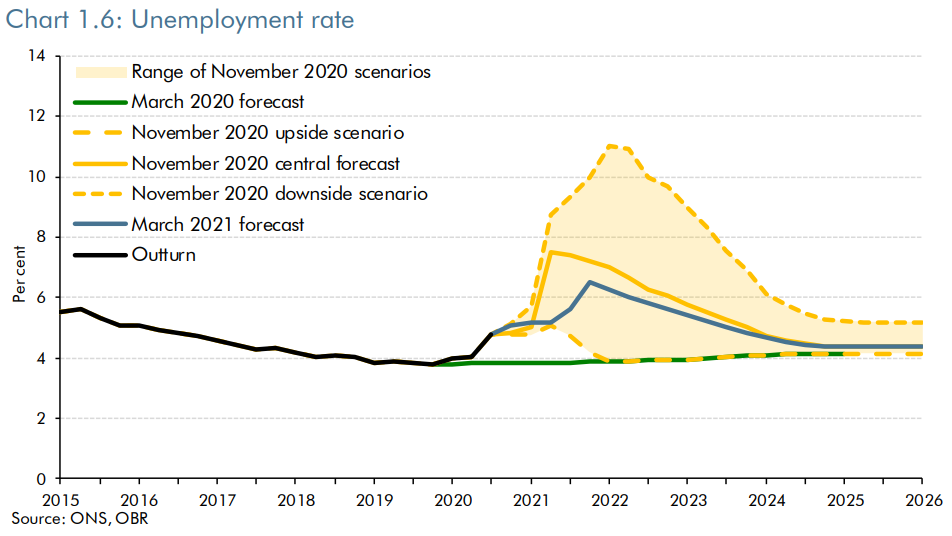 Chart 1.6: Unemployment rate
14
Range of November 2020 scenarios
March 2020 forecast
12
November 2020 upside scenario
November 2020 central forecast
10
November 2020 downside scenario
March 2021 forecast
8
Outturn
Per cent
6
4
2
0
2015 2016 2017 2018 2019 2020 2021 2022 2023 2024 2025 2026
Source: ONS, OBR